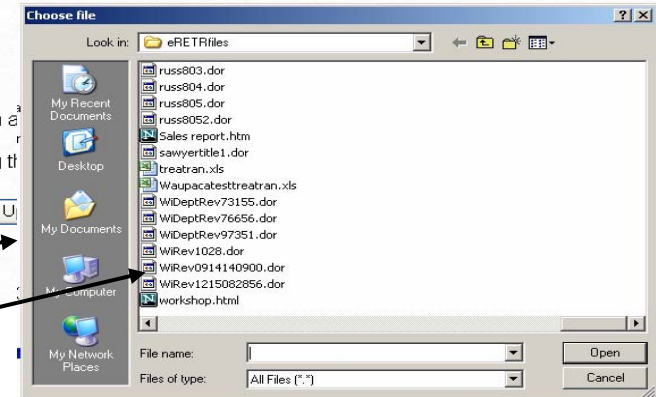 Choose file
Look in: eRETRfiles
My Recent Documents
Desktop
My Documents
My Computer
My Network Places
russ803.dor
russ804.dor
russ805.dor
russ8052.dor
Sales report.htm
sawyertitle1.dor
treatran.xls
Waupacatesttreatran.xls
WiDeptRev73155.dor
WiDeptRev76656.dor
WiDeptRev97351.dor
WiRev1028.dor
WiRev0914140900.dor
WiRev1215082856.dor
workshop.html
File name:
Open
Files of type: All Files (*.*)
Cancel